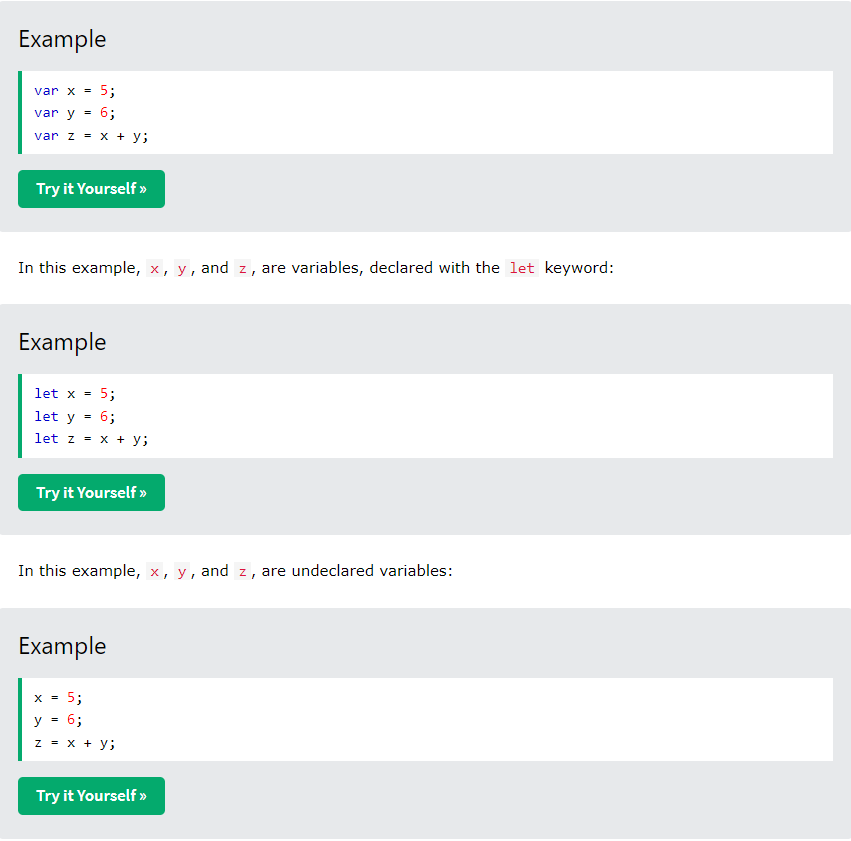 Example
var x = 5;
var y = 6;
var z = x + y;
Try it Yourself »
In this example, x, y, and z, are variables, declared with the let keyword:
Example
let x = 5;
let y = 6;
let z = x + y;
Try it Yourself »
In this example, x, y, and z, are undeclared variables:
Example
x = 5;
y = 6;
z = x + y;
Try it Yourself »